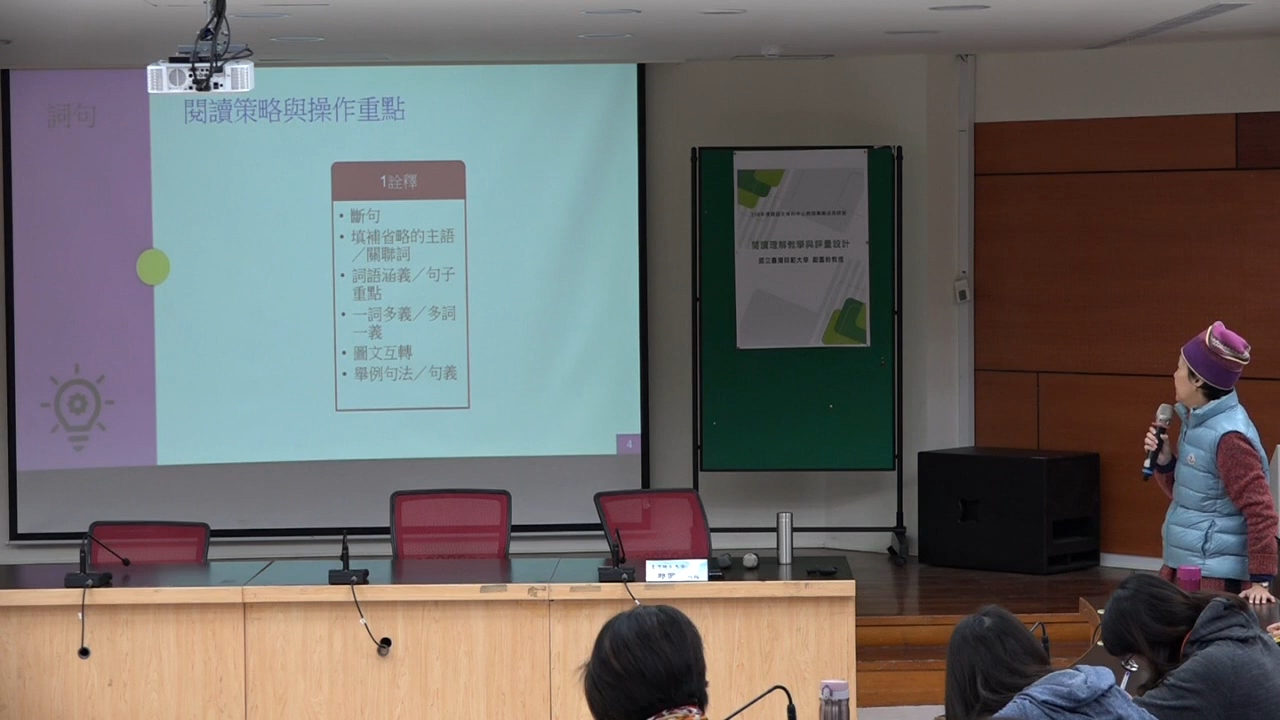 詞句
閱讀策略與操作重點
1詮釋
• 斷句
• 填補省略的主語
／關聯詞
• 詞語涵義／句子
重點
• 一詞多義／多詞
一義
• 圖文互轉
• 舉例句法／句義
4
閱讀理解教學與評量設計
國立臺灣師範大學